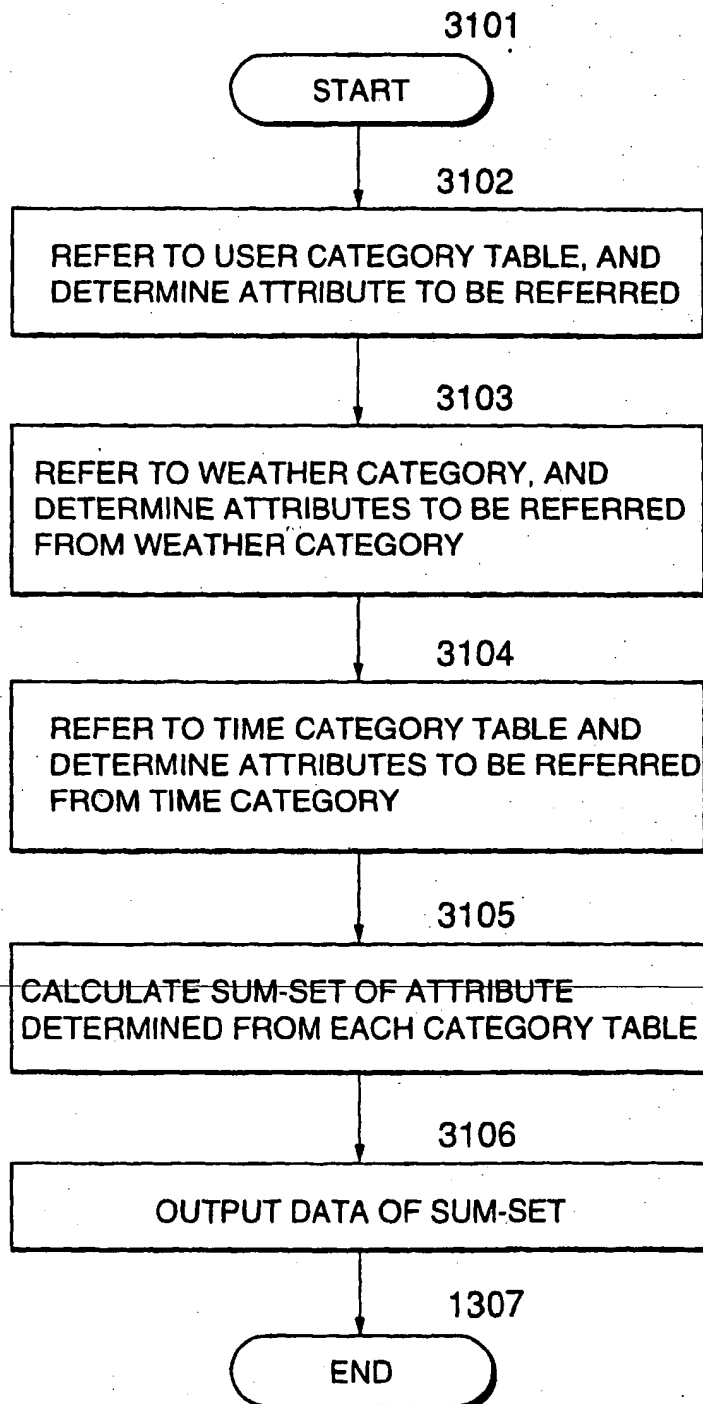 3101
START
3102
REFER TO USER CATEGORY TABLE, AND
DETERMINE ATTRIBUTE TO BE REFERRED
3103
REFER TO WEATHER CATEGORY, AND
DETERMINE ATTRIBUTES TO BE REFERRED
FROM WEATHER CATEGORY
3104
REFER TO TIME CATEGORY TABLE AND
DETERMINE ATTRIBUTES TO BE REFERRED
FROM TIME CATEGORY
3105
CALCULATE SUM-SET OF ATTRIBUTE
DETERMINED FROM EACH CATEGORY TABLE
3106
OUTPUT DATA OF SUM-SET
1307
END